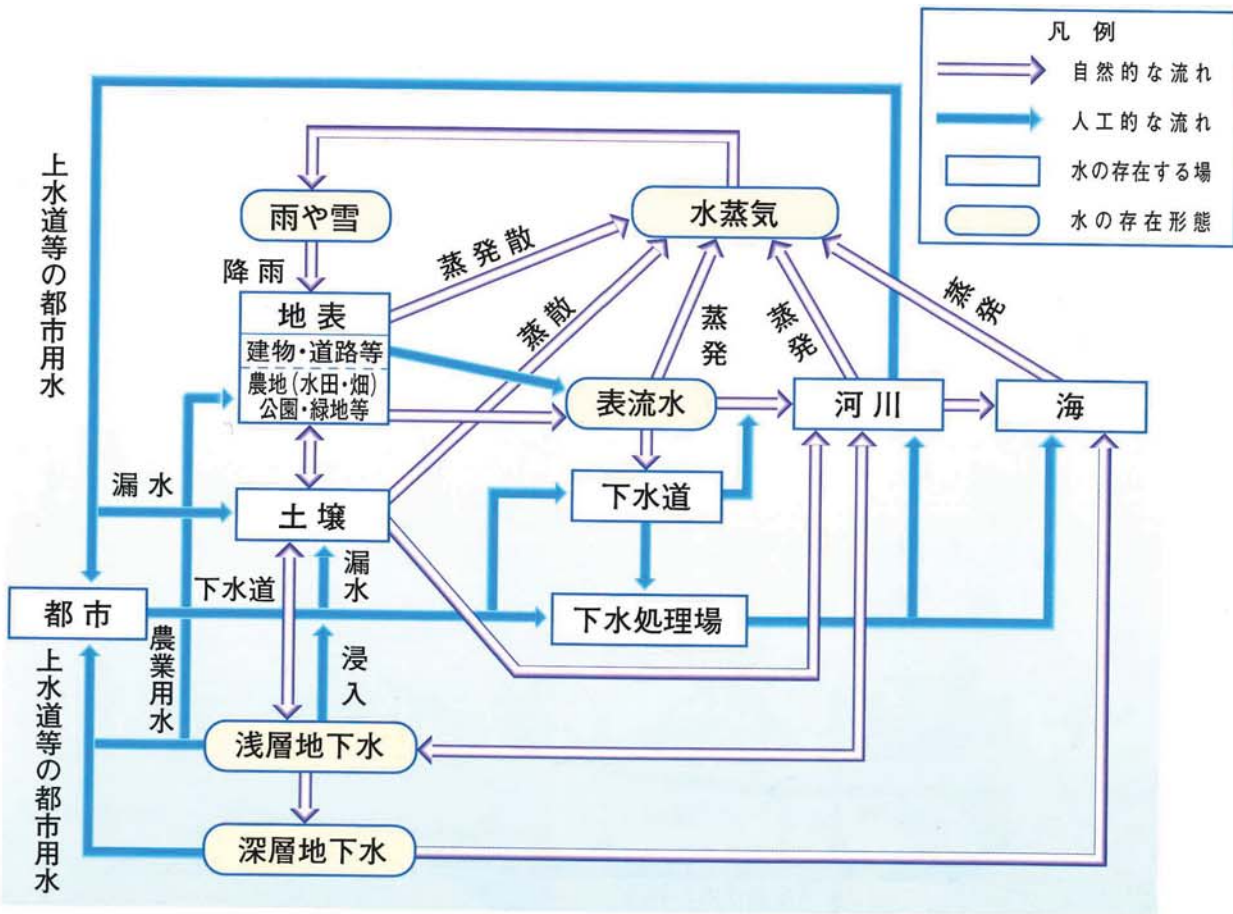 凡例
自然的な流れ
人工的な流れ
水の存在する場
水の存在形態
上水道等の都市用水
雨や雪
水蒸気
降雨
蒸発散
蒸散
蒸発
蒸発
蒸発
地表
建物・道路等
農地(水田・畑)
公園・緑地等
表流水
河川
海
漏水
土壌
下水道
下水道
漏水
都市
下水処理場
農業用水
浸入
上水道等の都市用水
浅層地下水
深層地下水